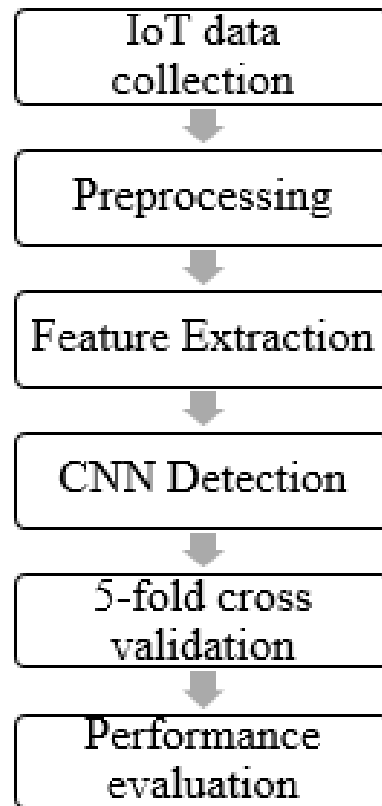 IoT data
collection
Preprocessing
Feature Extraction
CNN Detection
5-fold cross
validation
Performance
evaluation